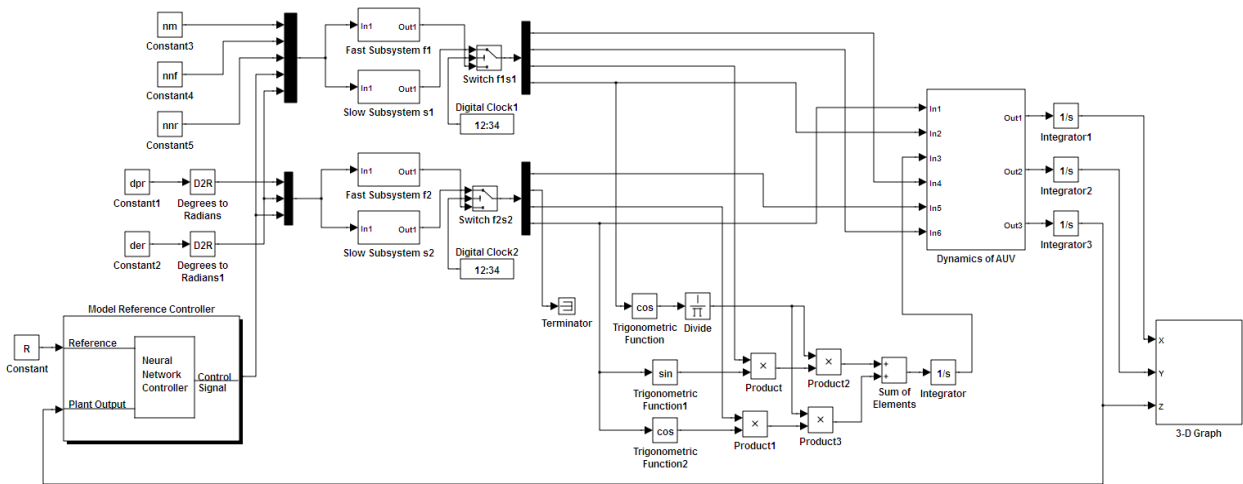 nm
Constant3
nnf
Constant4
nnr
Constant5
In1 Out1
Fast Subsystem f1
In1 Out1
Slow Subsystem s1
Switch f1s1
Digital Clock1
12:34
dpr
Constant1
D2R
Degrees to
Radians
der
Constant2
D2R
Degrees to
Radians1
In1 Out1
Fast Subsystem f2
In1 Out1
Slow Subsystem s2
Switch f2s2
Digital Clock2
12:34
In1
In2
In3
In4
In5
In6
Out1
Out2
Out3
Dynamics of AUV
1/s
Integrator1
1/s
Integrator2
1/s
Integrator3
Model Reference Controller
R
Constant
Reference
Plant Output
Neural
Network
Controller
Control
Signal
Terminator
cos
Trigonometric
Function
Divide
sin
Trigonometric
Function1
cos
Trigonometric
Function2
×
Product
×
Product2
×
Product1
×
Product3
+
+
Sum of
Elements
1/s
Integrator
X
Y
Z
3-D Graph